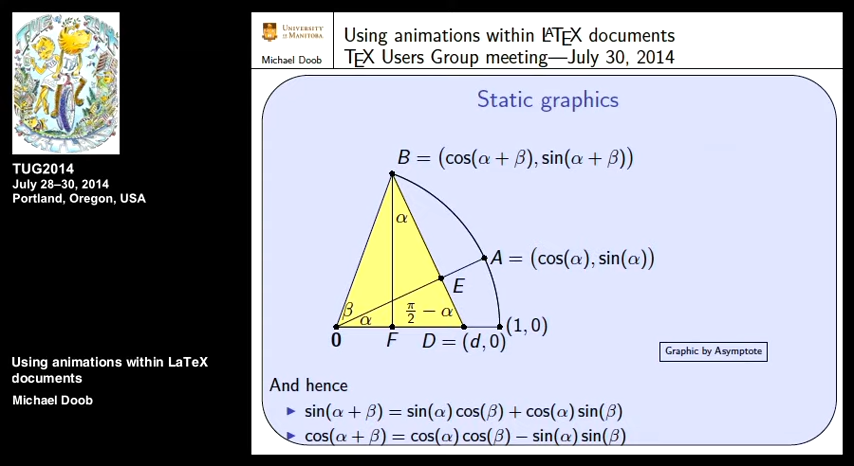 TUG2014
July 28–30, 2014
Portland, Oregon, USA
Using animations within LaTeX
documents
Michael Doob
UNIVERSITY
OF MANITOBA
Michael Doob
Using animations within LATEX documents
TEX Users Group meeting—July 30, 2014
Static graphics
B = (cos(α + β), sin(α + β))
α
A = (cos(α), sin(α))
E
β
α
π/2 − α
(1, 0)
0
F
D = (d, 0)
Graphic by Asymptote
And hence
▶ sin(α + β) = sin(α) cos(β) + cos(α) sin(β)
▶ cos(α + β) = cos(α) cos(β) − sin(α) sin(β)